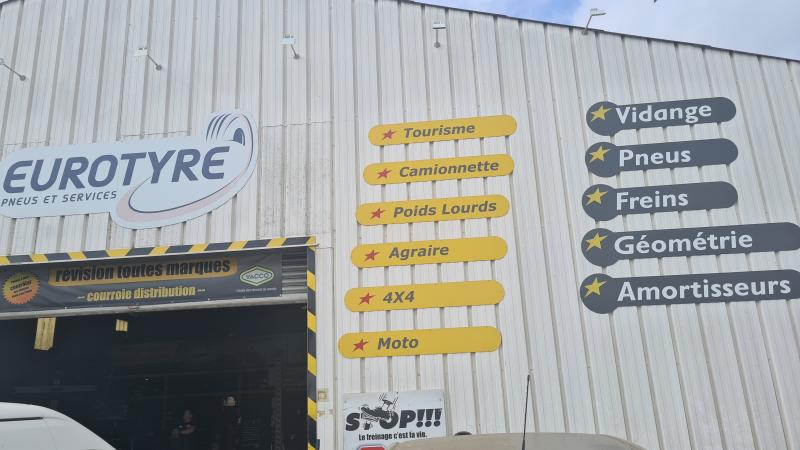 EUROTYRE
PNEUS ET SERVICES
révision toutes marques
courroie distribution
YACCO
Tourisme
Camionnette
Poids Lourds
Agraire
4X4
Moto
STOP!!!
Le freinage c'est la vie.
Vidange
Pneus
Freins
Géométrie
Amortisseurs